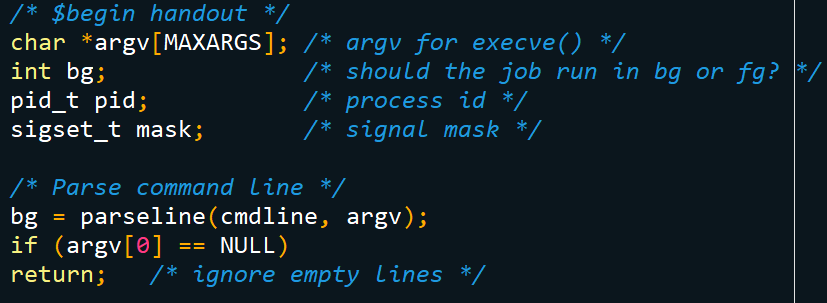 /* $begin handout */
char *argv[MAXARGS]; /* argv for execve() */
int bg;              /* should the job run in bg or fg? */
pid_t pid;           /* process id */
sigset_t mask;       /* signal mask */

/* Parse command line */
bg = parseline(cmdline, argv);
if (argv[0] == NULL)
return;   /* ignore empty lines */